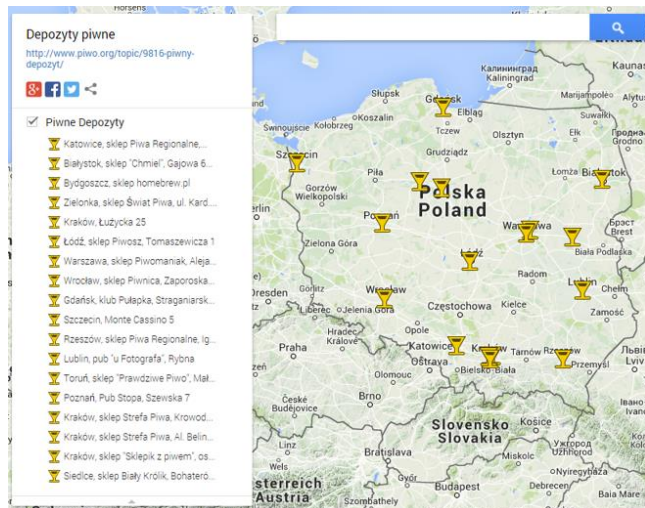 Depozyty piwne
http://www.piwo.org/topic/9816-piwny-
depozyt/
Piwne Depozyty
Katowice, sklep Piwa Regionalne,...
Białystok, sklep "Chmiel", Gajowa 6...
Bydgoszcz, sklep homebrew.pl
Zielonka, sklep Świat Piwa, ul. Kard...
Kraków, Łużycka 25
Łódź, sklep Piwosz, Tomaszewicza 1
Warszawa, sklep Piwomaniak, Aleja...
Wrocław, sklep Piwnica, Zaporoska...
Gdańsk, klub Pułapka, Straganiarsk...
Szczecin, Monte Cassino 5
Rzeszów, sklep Piwa Regionalne, Ig...
Lublin, pub "u Fotografa", Rybna
Toruń, sklep "Prawdziwe Piwo", Mał...
Poznań, Pub Stopa, Szewska 7
Kraków, sklep Strefa Piwa, Krowod...
Kraków, sklep Strefa Piwa, Al. Belin...
Kraków, sklep "Sklepik z piwem", os...
Siedlce, sklep Biały Królik, Bohateró...
Horsens
Калининград
Kaliningrad
Kaunas
Marijampolė
Alytus
Słupsk
Gdańsk
Elbląg
Suwałki
Koszalin
Kołobrzeg
Świnoujście
Tczew
Olsztyn
Ełk
Гродна
Grodno
Szczecin
Grudziądz
Piła
Łomża
Białystok
Gorzów
Wielkopolski
Polska
Poland
Poznań
Warszawa
Брэст
Brest
Biała Podlaska
Zielona Góra
Łódź
Radom
Lublin
Chełm
Dresden
Görlitz
Wrocław
Zamość
Liberec
Jelenia Góra
Częstochowa
Kielce
Opole
Hradec
Králové
Praha
Katowice
Kraków
Tarnów
Rzeszów
Ostrava
Bielsko-Biała
Przemyśl
Olomouc
Brno
České
Budějovice
Slovensko
Slovakia
Košice
Ужгород
Uzhhorod
Linz
Wels
Bratislava
Miskolc
Nyíregyháza
Győr
Budapest
Debrecen
Baia Mare
Austria
Szombathely